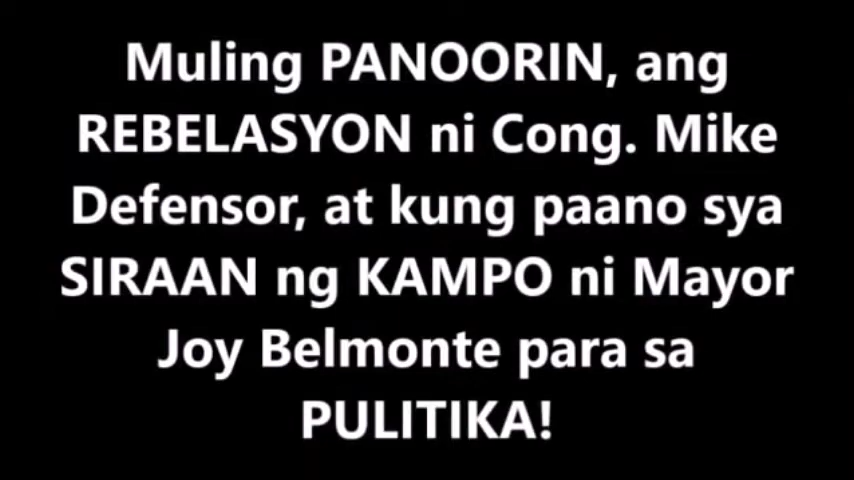 Muling PANOORIN, ang
REBELASYON ni Cong. Mike
Defensor, at kung paano sya
SIRAAN ng KAMPO ni Mayor
Joy Belmonte para sa
PULITIKA!